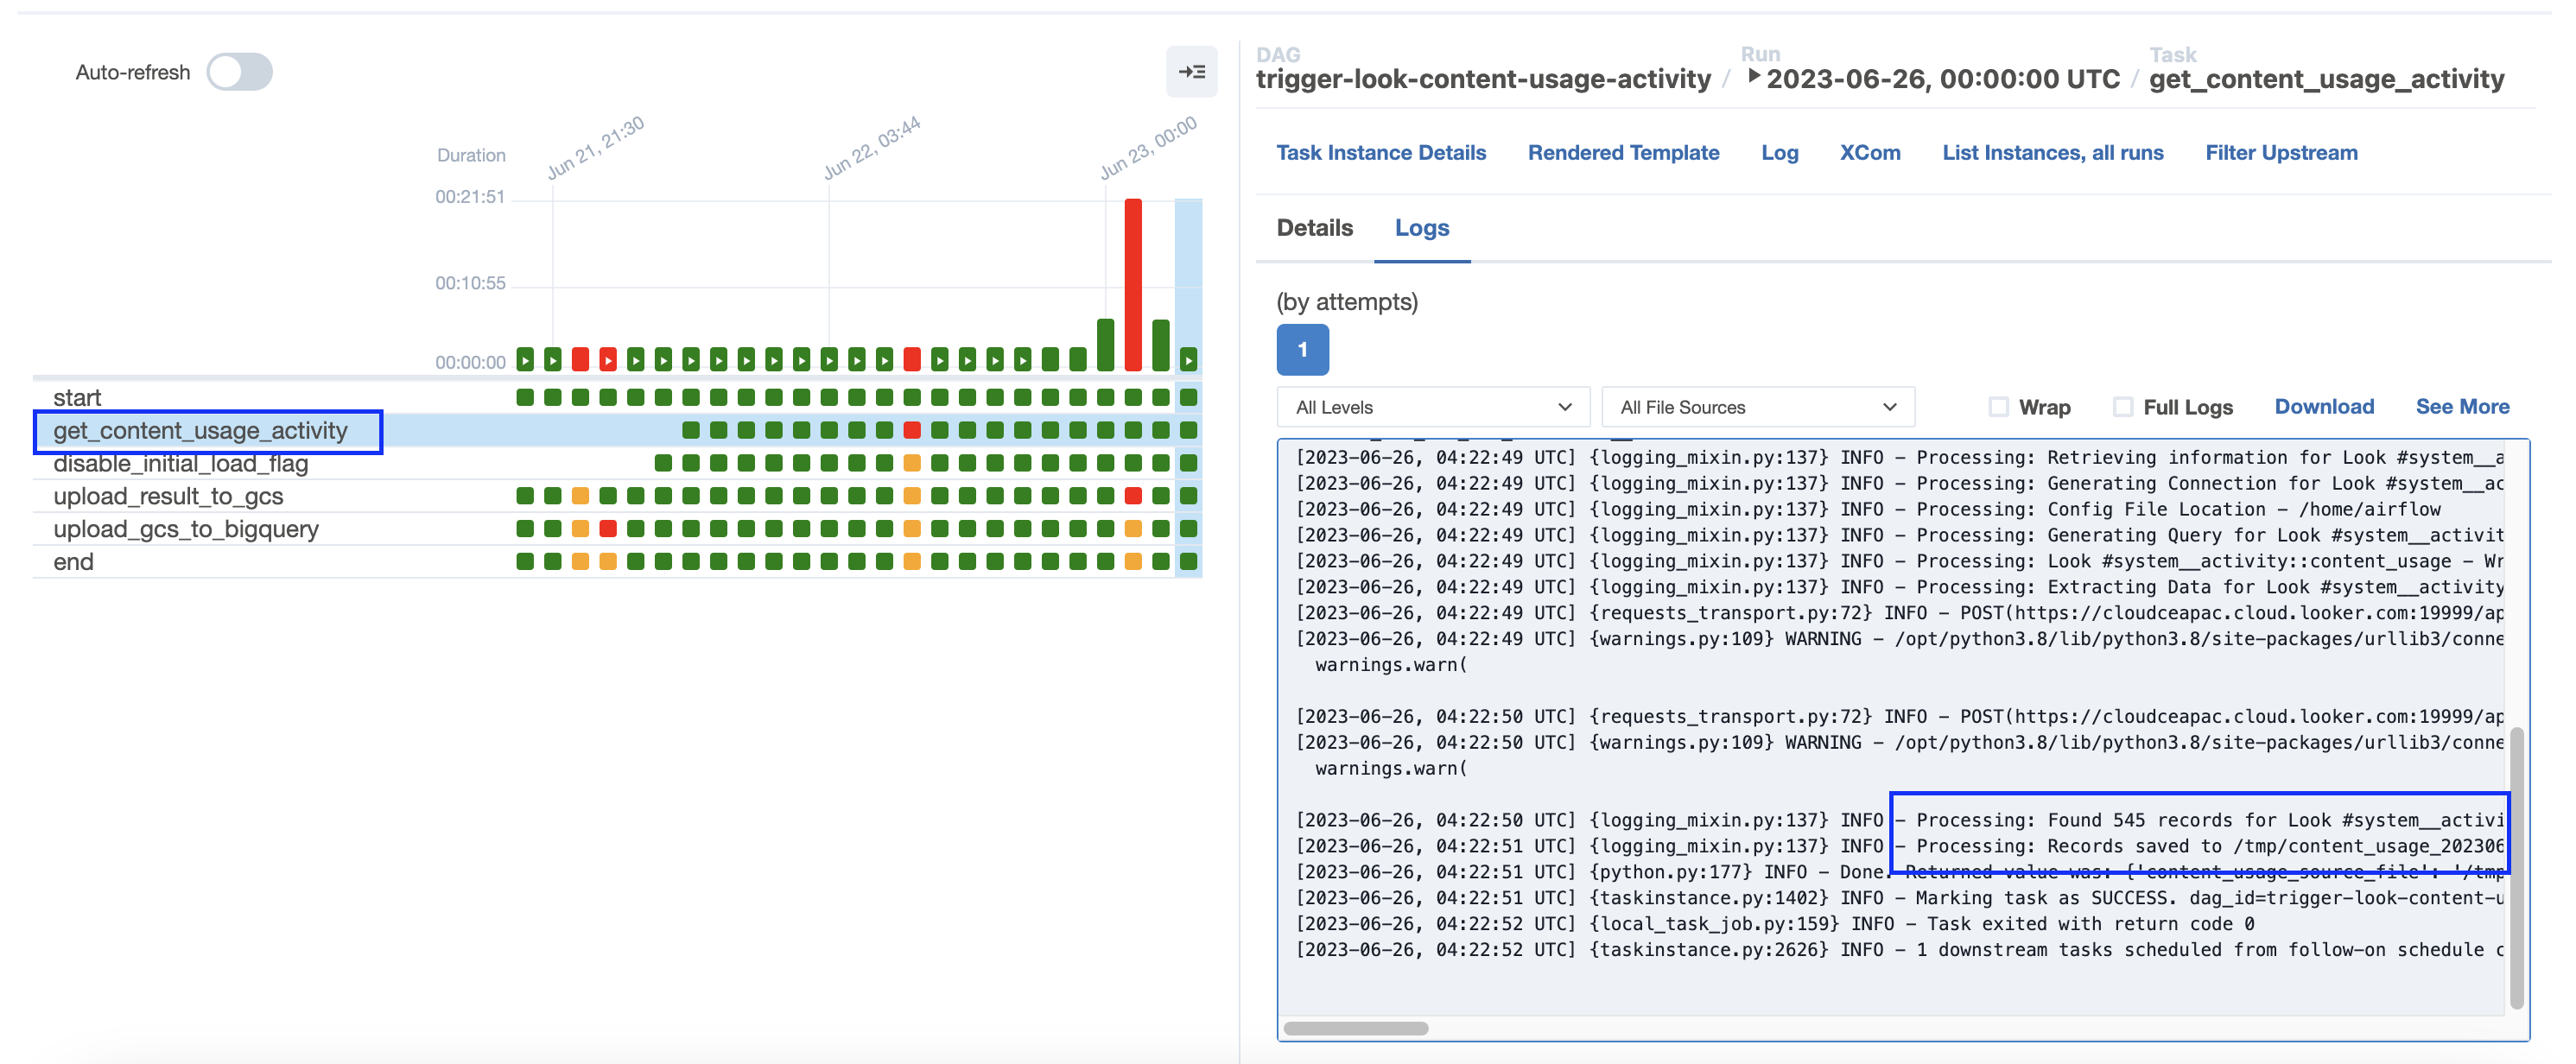 Auto-refresh
Duration
Jun 21, 21:30
Jun 22, 03:44
Jun 23, 00:00
00:21:51
00:10:55
00:00:00
start
get_content_usage_activity
disable_initial_load_flag
upload_result_to_gcs
upload_gcs_to_bigquery
end
DAG
trigger-look-content-usage-activity
/
Run
2023-06-26, 00:00:00 UTC
/
Task
get_content_usage_activity
Task Instance Details
Rendered Template
Log
XCom
List Instances, all runs
Filter Upstream
Details
Logs
(by attempts)
1
All Levels
All File Sources
Wrap
Full Logs
Download
See More
[2023-06-26, 04:22:49 UTC] {logging_mixin.py:137} INFO - Processing: Retrieving information for Look #system__a
[2023-06-26, 04:22:49 UTC] {logging_mixin.py:137} INFO - Processing: Generating Connection for Look #system__ac
[2023-06-26, 04:22:49 UTC] {logging_mixin.py:137} INFO - Processing: Config File Location - /home/airflow
[2023-06-26, 04:22:49 UTC] {logging_mixin.py:137} INFO - Processing: Generating Query for Look #system__activit
[2023-06-26, 04:22:49 UTC] {logging_mixin.py:137} INFO - Processing: Look #system__activity::content_usage - Wr
[2023-06-26, 04:22:49 UTC] {logging_mixin.py:137} INFO - Processing: Extracting Data for Look #system__activity
[2023-06-26, 04:22:49 UTC] {requests_transport.py:72} INFO - POST(https://cloudceapac.cloud.looker.com:19999/ap
[2023-06-26, 04:22:49 UTC] {warnings.py:109} WARNING - /opt/python3.8/lib/python3.8/site-packages/urllib3/conne
warnings.warn(
[2023-06-26, 04:22:50 UTC] {requests_transport.py:72} INFO - POST(https://cloudceapac.cloud.looker.com:19999/ap
[2023-06-26, 04:22:50 UTC] {warnings.py:109} WARNING - /opt/python3.8/lib/python3.8/site-packages/urllib3/conne
warnings.warn(
[2023-06-26, 04:22:50 UTC] {logging_mixin.py:137} INFO - Processing: Found 545 records for Look #system__activi
[2023-06-26, 04:22:51 UTC] {logging_mixin.py:137} INFO - Processing: Records saved to /tmp/content_usage_202306
[2023-06-26, 04:22:51 UTC] {python.py:177} INFO - Done. Returned value was: {'content_usage_source_file': '/tmp
[2023-06-26, 04:22:51 UTC] {taskinstance.py:1402} INFO - Marking task as SUCCESS. dag_id=trigger-look-content-u
[2023-06-26, 04:22:52 UTC] {local_task_job.py:159} INFO - Task exited with return code 0
[2023-06-26, 04:22:52 UTC] {taskinstance.py:2626} INFO - 1 downstream tasks scheduled from follow-on schedule c